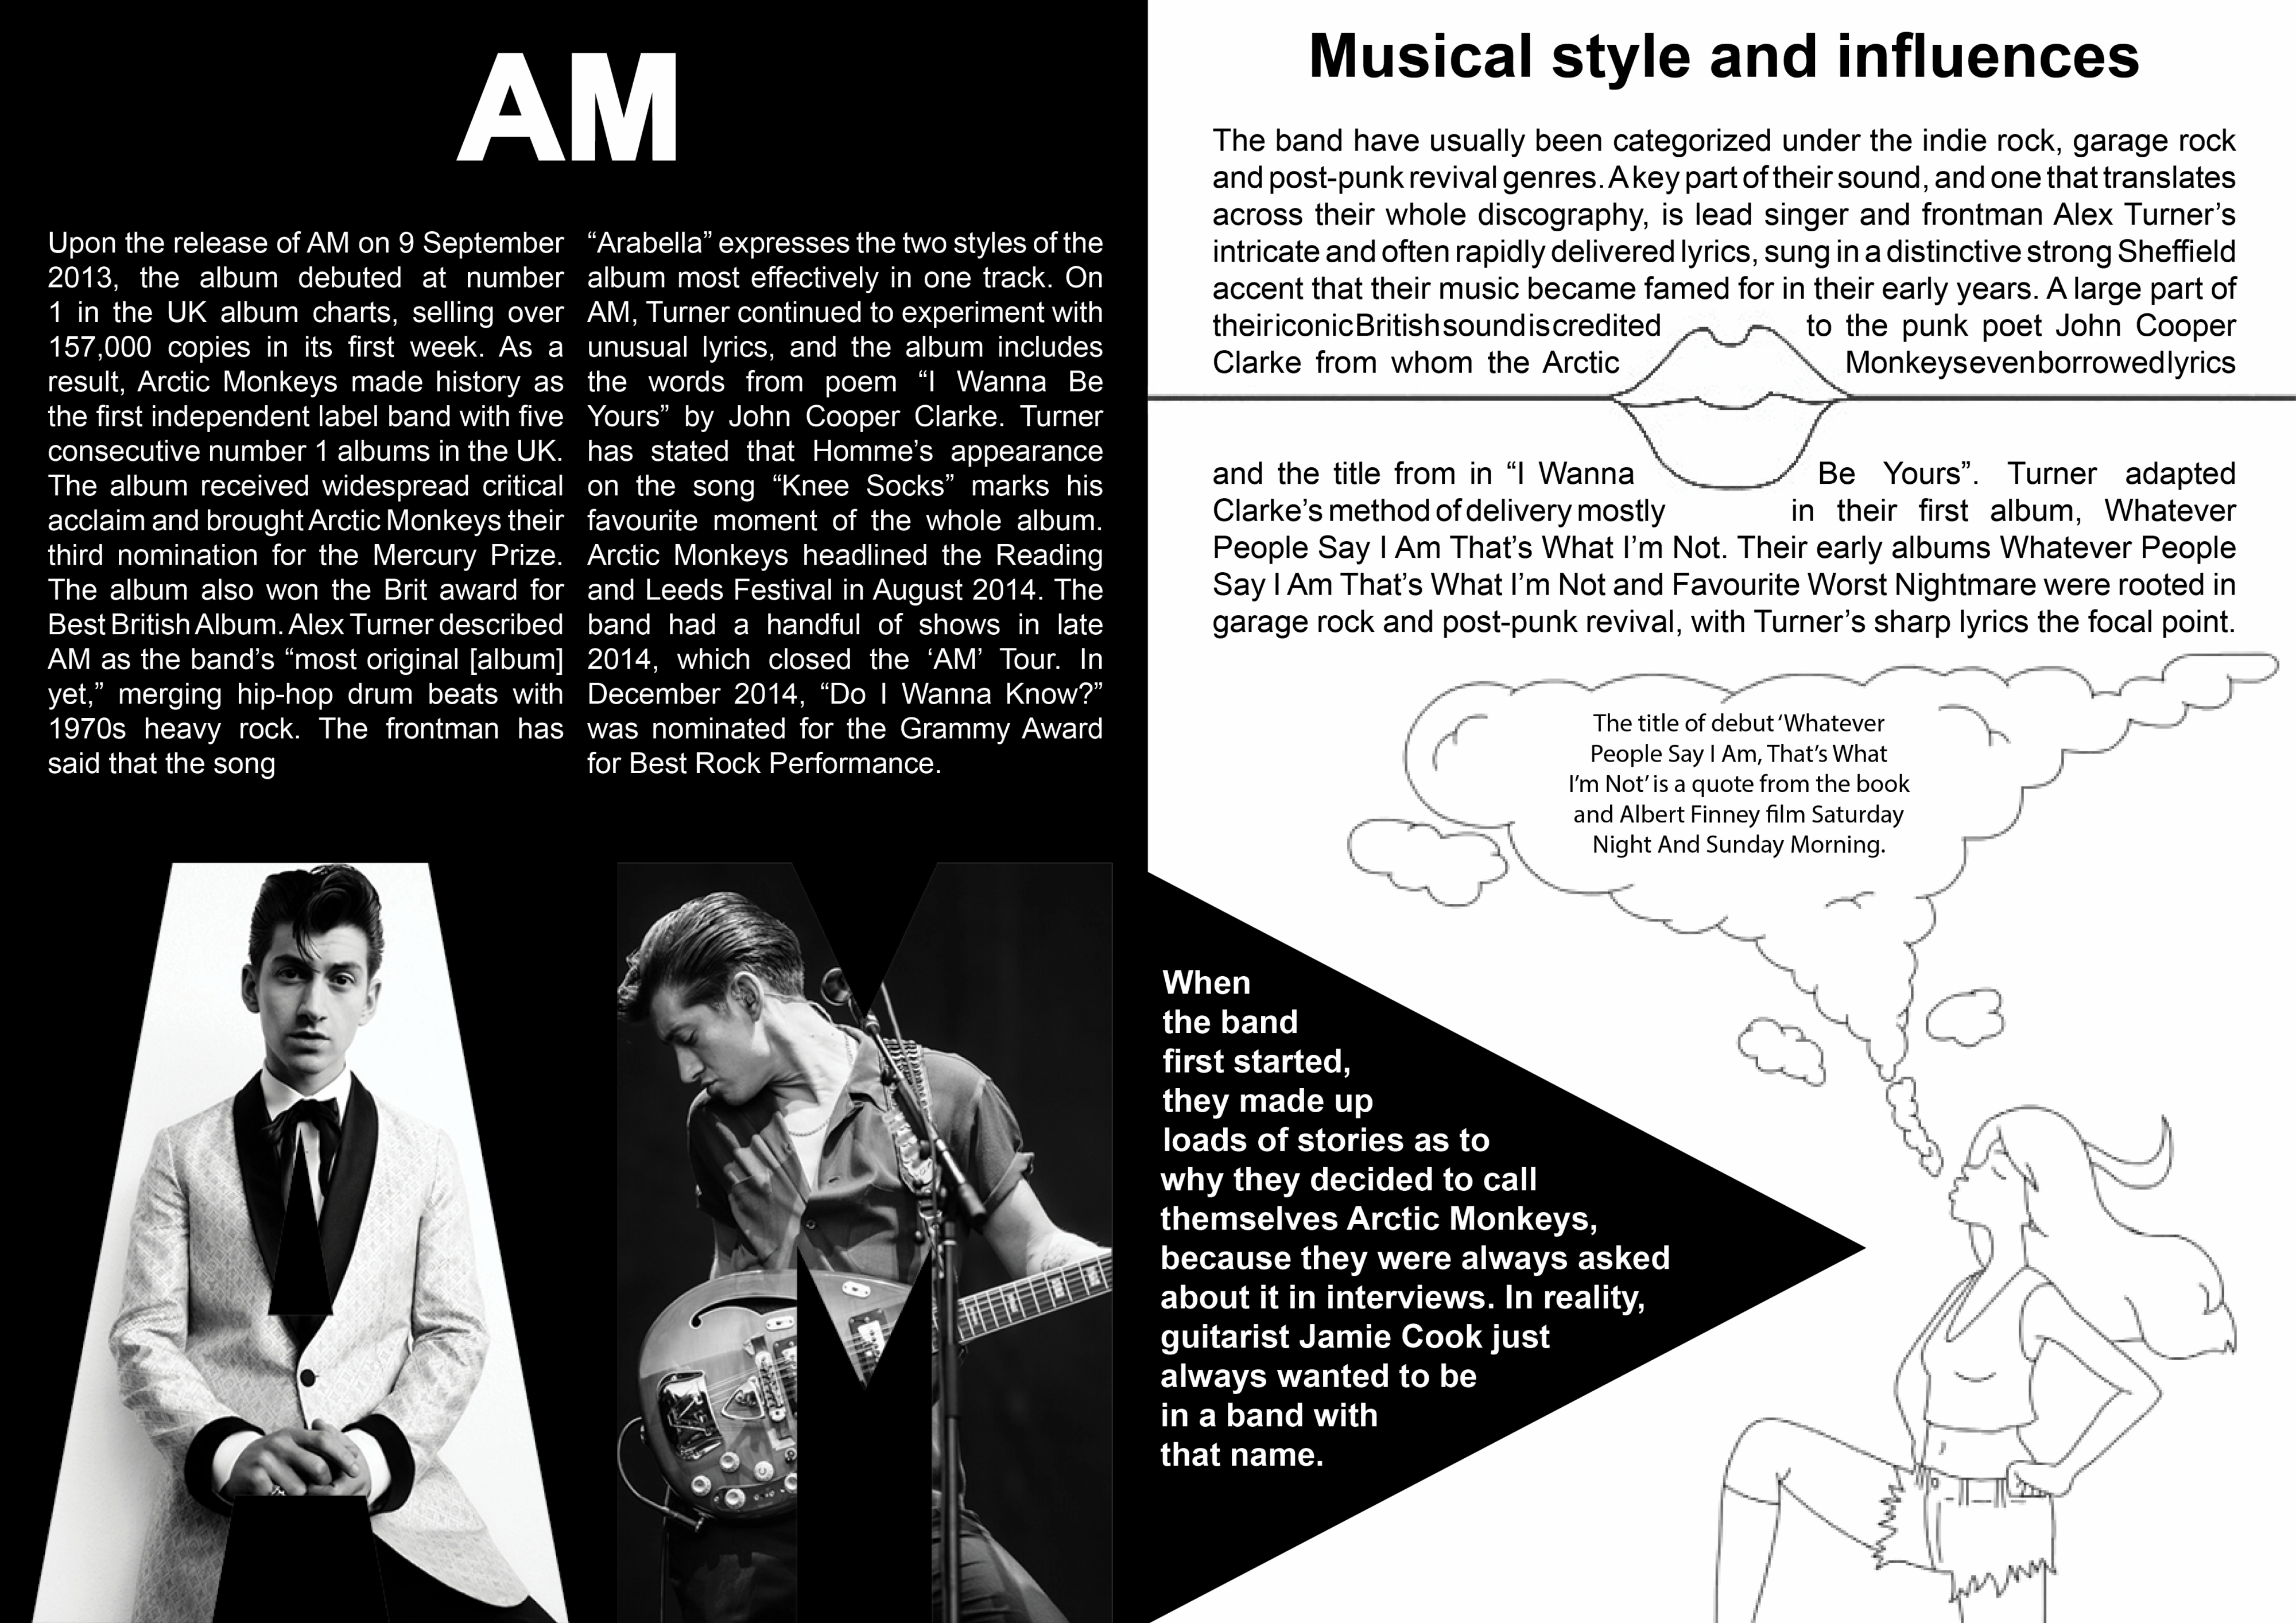 AM
Upon the release of AM on 9 September
2013, the album debuted at number
1 in the UK album charts, selling over
157,000 copies in its first week. As a
result, Arctic Monkeys made history as
the first independent label band with five
consecutive number 1 albums in the UK.
The album received widespread critical
acclaim and brought Arctic Monkeys their
third nomination for the Mercury Prize.
The album also won the Brit award for
Best British Album. Alex Turner described
AM as the band’s “most original [album]
yet,” merging hip-hop drum beats with
1970s heavy rock. The frontman has
said that the song
“Arabella” expresses the two styles of the
album most effectively in one track. On
AM, Turner continued to experiment with
unusual lyrics, and the album includes
the words from poem “I Wanna Be
Yours” by John Cooper Clarke. Turner
has stated that Homme’s appearance
on the song “Knee Socks” marks his
favourite moment of the whole album.
Arctic Monkeys headlined the Reading
and Leeds Festival in August 2014. The
band had a handful of shows in late
2014, which closed the ‘AM’ Tour. In
December 2014, “Do I Wanna Know?”
was nominated for the Grammy Award
for Best Rock Performance.
AM
Musical style and influences
The band have usually been categorized under the indie rock, garage rock
and post-punk revival genres. A key part of their sound, and one that translates
across their whole discography, is lead singer and frontman Alex Turner’s
intricate and often rapidly delivered lyrics, sung in a distinctive strong Sheffield
accent that their music became famed for in their early years. A large part of
their iconic British sound is credited to the punk poet John Cooper
Clarke from whom the Arctic Monkeys even borrowed lyrics
and the title from in “I Wanna Be Yours”. Turner adapted
Clarke’s method of delivery mostly in their first album, Whatever
People Say I Am That’s What I’m Not. Their early albums Whatever People
Say I Am That’s What I’m Not and Favourite Worst Nightmare were rooted in
garage rock and post-punk revival, with Turner’s sharp lyrics the focal point.
The title of debut ‘Whatever
People Say I Am, That’s What
I’m Not’ is a quote from the book
and Albert Finney film Saturday
Night And Sunday Morning.
When
the band
first started,
they made up
loads of stories as to
why they decided to call
themselves Arctic Monkeys,
because they were always asked
about it in interviews. In reality,
guitarist Jamie Cook just
always wanted to be
in a band with
that name.